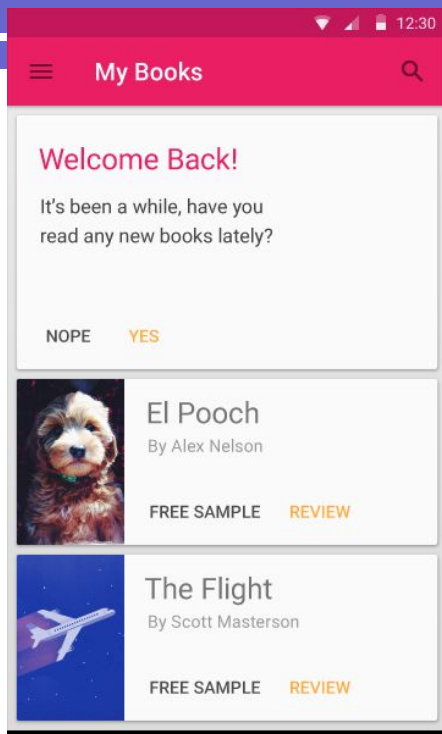 12:30
My Books
Welcome Back!
It's been a while, have you
read any new books lately?
NOPE YES
El Pooch
By Alex Nelson
FREE SAMPLE REVIEW
The Flight
By Scott Masterson
FREE SAMPLE REVIEW